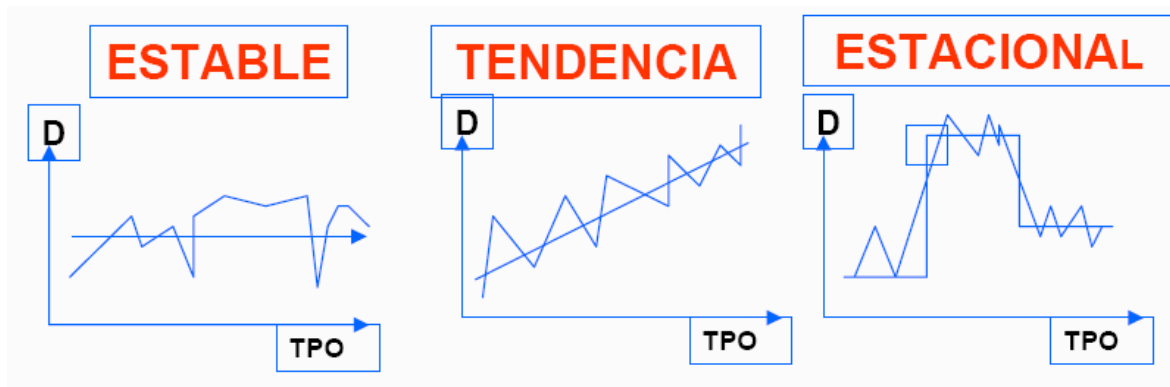 ESTABLE
TENDENCIA
ESTACIONAL
D
D
D
TPO
TPO
TPO